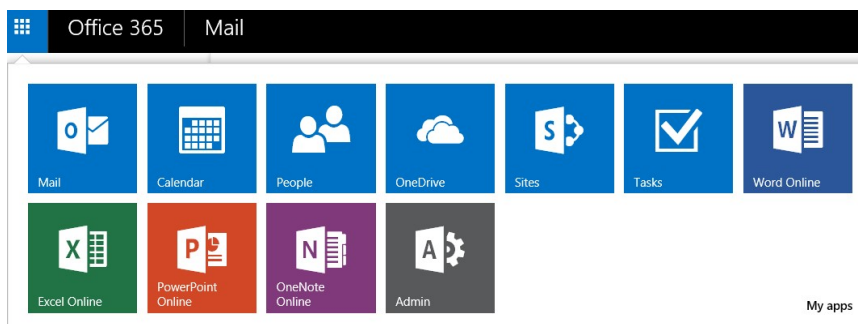 Office 365 Mail
Mail
Calendar
People
OneDrive
Sites
Tasks
Word Online
Excel Online
PowerPoint
Online
OneNote
Online
Admin
My apps